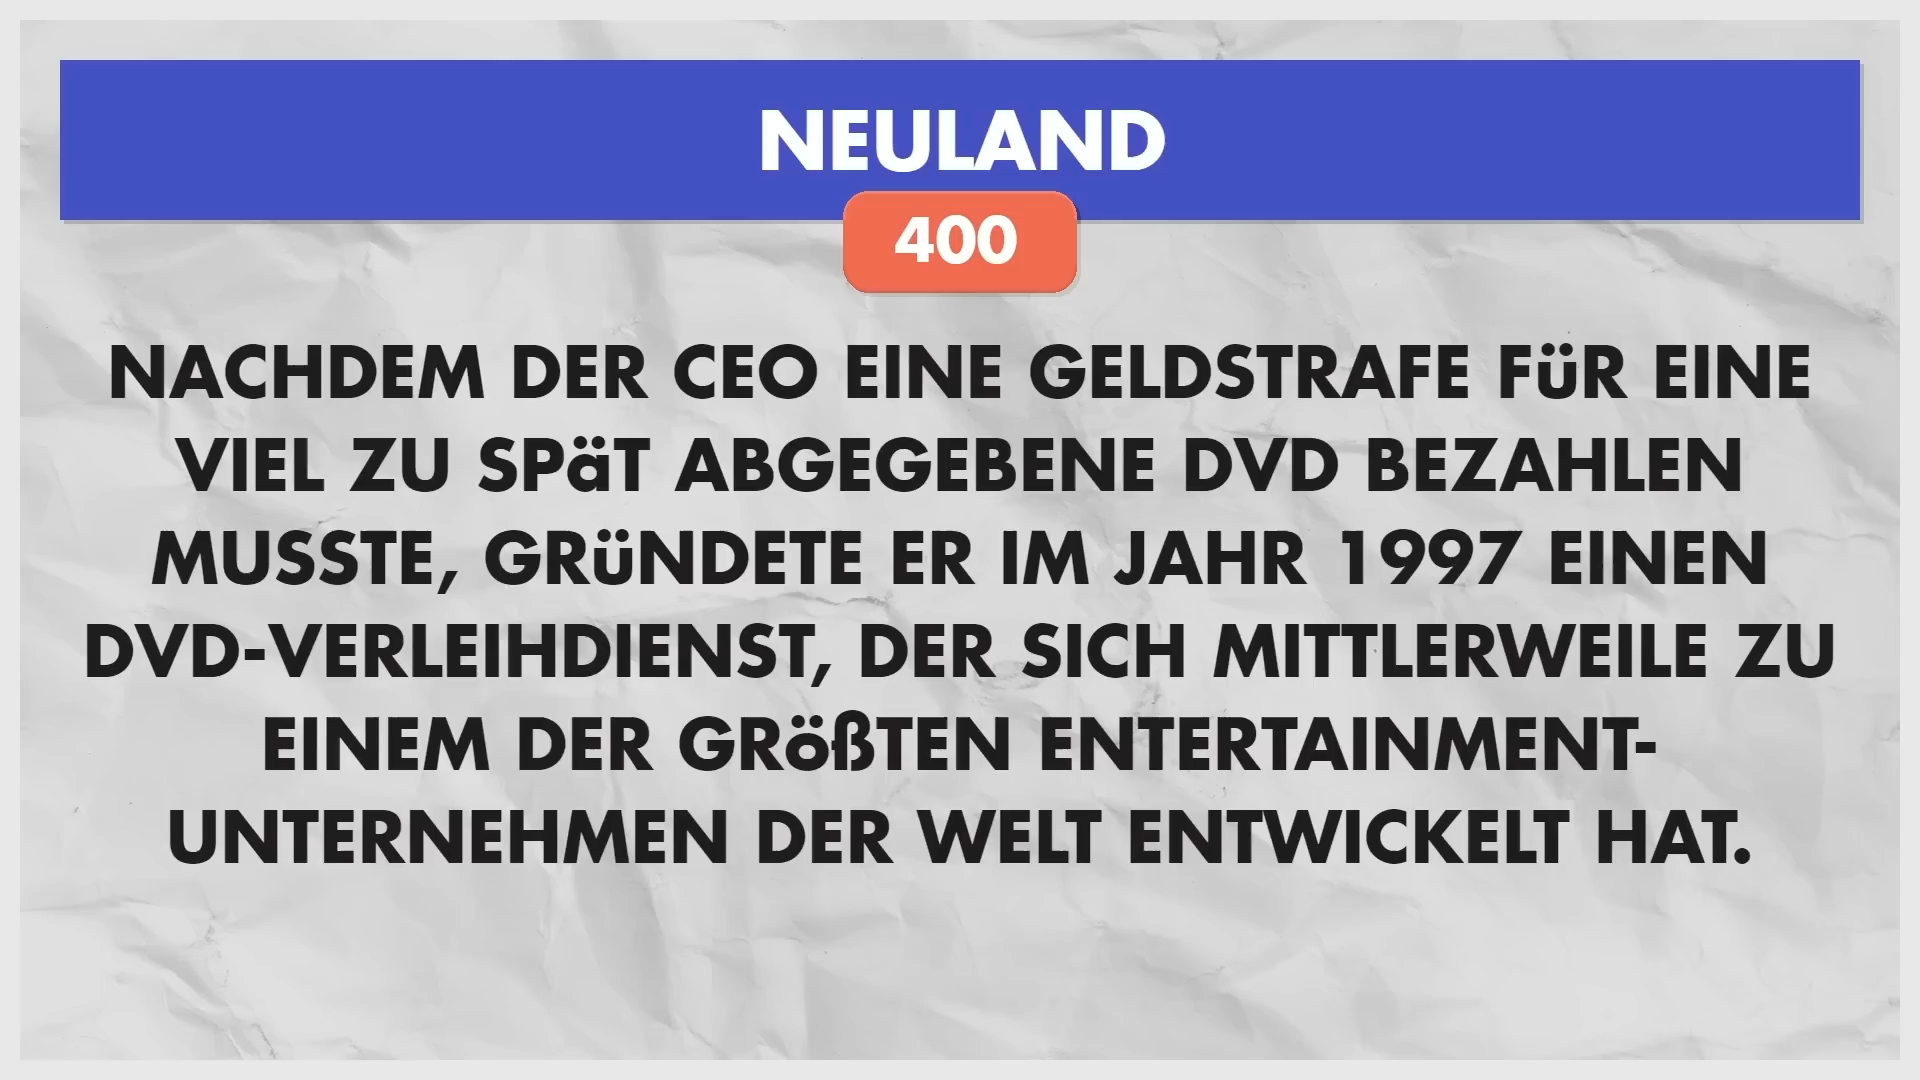 NEULAND
400
NACHDEM DER CEO EINE GELDSTRAFE FüR EINE
VIEL ZU SPäT ABGEGEBENE DVD BEZAHLEN
MUSSTE, GRüNDETE ER IM JAHR 1997 EINEN
DVD-VERLEIHDIENST, DER SICH MITTLERWEILE ZU
EINEM DER GRößTEN ENTERTAINMENT-
UNTERNEHMEN DER WELT ENTWICKELT HAT.